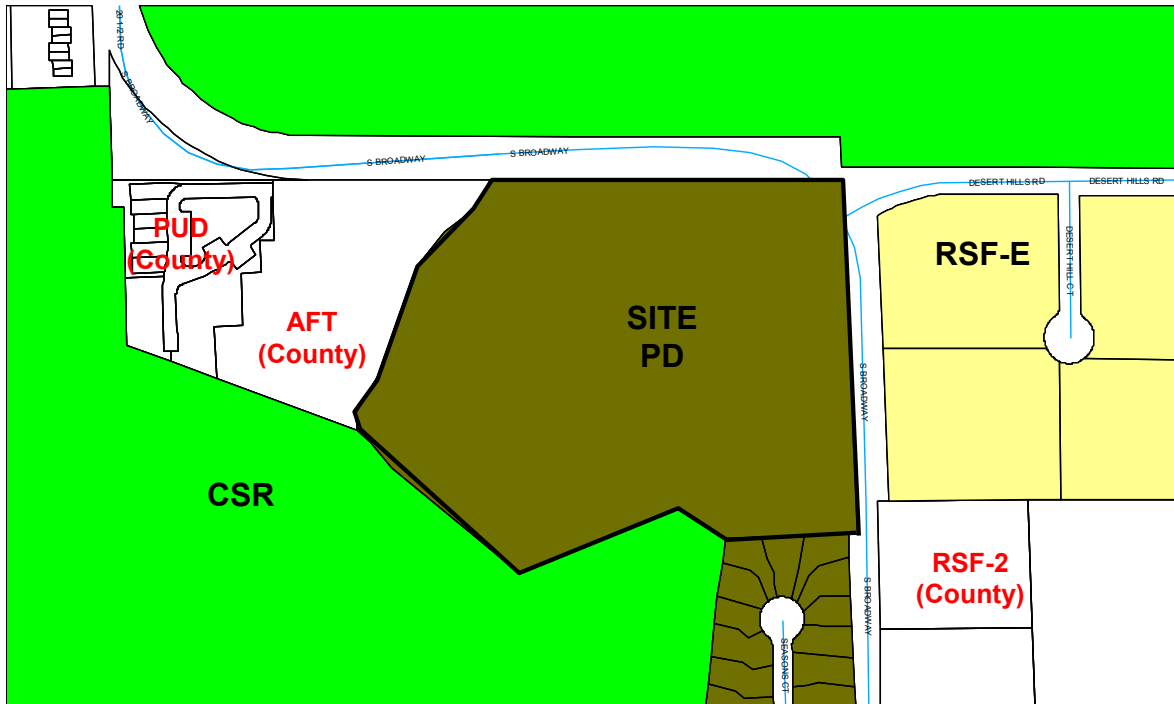 20 1/2 RD
S BROADWAY
S BROADWAY
S BROADWAY
DESERT HILLS RD
DESERT HILLS RD
PUD
(County)
DESERT HILL CT
RSF-E
AFT
(County)
SITE
PD
S BROADWAY
CSR
RSF-2
(County)
S BROADWAY
SEASONS CT